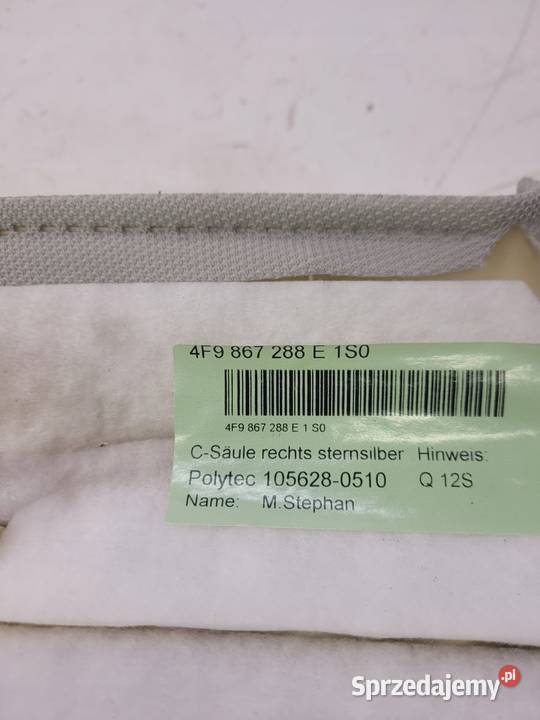 4F9 867 288 E 1S0
4F9 867 288 E 1 S0
C-Säule rechts sternsilber Hinweis:
Polytec 105628-0510 Q 12S
Name: M.Stephan
Sprzedajemy.pl